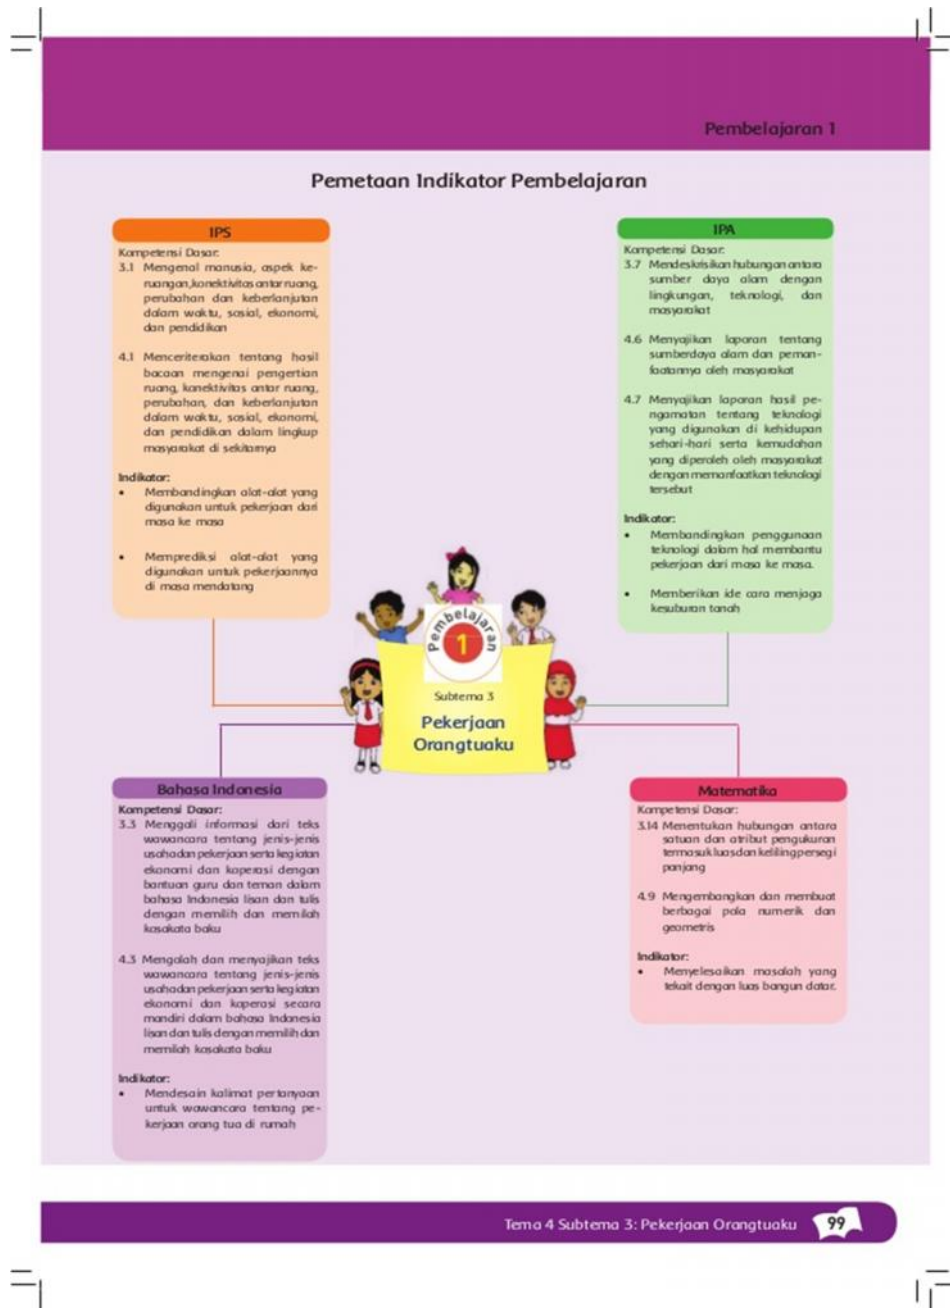 Pembelajaran 1
Pemetaan Indikator Pembelajaran
IPS
Kompetensi Dasar:
3.1 Mengenal manusia, aspek ke-
ruangan,konektivitas antar ruang,
perubahan dan keberlanjutan
dalam waktu, sosial, ekonomi,
dan pendidikan
4.1 Menceriterakan tentang hasil
bacaan mengenai pengertian
ruang, konektivitas antar ruang,
perubahan, dan keberlanjutan
dalam waktu, sosial, ekonomi,
dan pendidikan dalam lingkup
masyarakat di sekitarnya
Indikator:
• Membandingkan alat-alat yang
digunakan untuk pekerjaan dari
masa ke masa
• Memprediksi alat-alat yang
digunakan untuk pekerjaannya
di masa mendatang
IPA
Kompetensi Dasar:
3.7 Mendeskrisikan hubungan antara
sumber daya alam dengan
lingkungan, teknologi, dan
masyarakat
4.6 Menyajikan laporan tentang
sumberdaya alam dan peman-
faatannya oleh masyarakat
4.7 Menyajikan laporan hasil pe-
ngamatan tentang teknologi
yang digunakan di kehidupan
sehari-hari serta kemudahan
yang diperoleh oleh masyarakat
dengan memanfaatkan teknologi
tersebut
Indikator:
• Membandingkan penggunaan
teknologi dalam hal membantu
pekerjaan dari masa ke masa.
• Memberikan ide cara menjaga
kesuburan tanah
Pembelajaran
1
Subtema 3
Pekerjaan
Orangtuaku
Bahasa Indonesia
Kompetensi Dasar:
3.3 Menggali informasi dari teks
wawancara tentang jenis-jenis
usaha dan pekerjaan serta kegiatan
ekonomi dan koperasi dengan
bantuan guru dan teman dalam
bahasa Indonesia lisan dan tulis
dengan memilih dan memilah
kosakata baku
4.3 Mengolah dan menyajikan teks
wawancara tentang jenis-jenis
usaha dan pekerjaan serta kegiatan
ekonomi dan koperasi secara
mandiri dalam bahasa Indonesia
lisan dan tulis dengan memilih dan
memilah kosakata baku
Indikator:
• Mendesain kalimat pertanyaan
untuk wawancara tentang pe-
kerjaan orang tua di rumah
Matematika
Kompetensi Dasar:
3.14 Menentukan hubungan antara
satuan dan atribut pengukuran
termasuk luas dan keliling persegi
panjang
4.9 Mengembangkan dan membuat
berbagai pola numerik dan
geometris
Indikator:
• Menyelesaikan masalah yang
tekait dengan luas bangun datar.
Tema 4 Subtema 3: Pekerjaan Orangtuaku
99